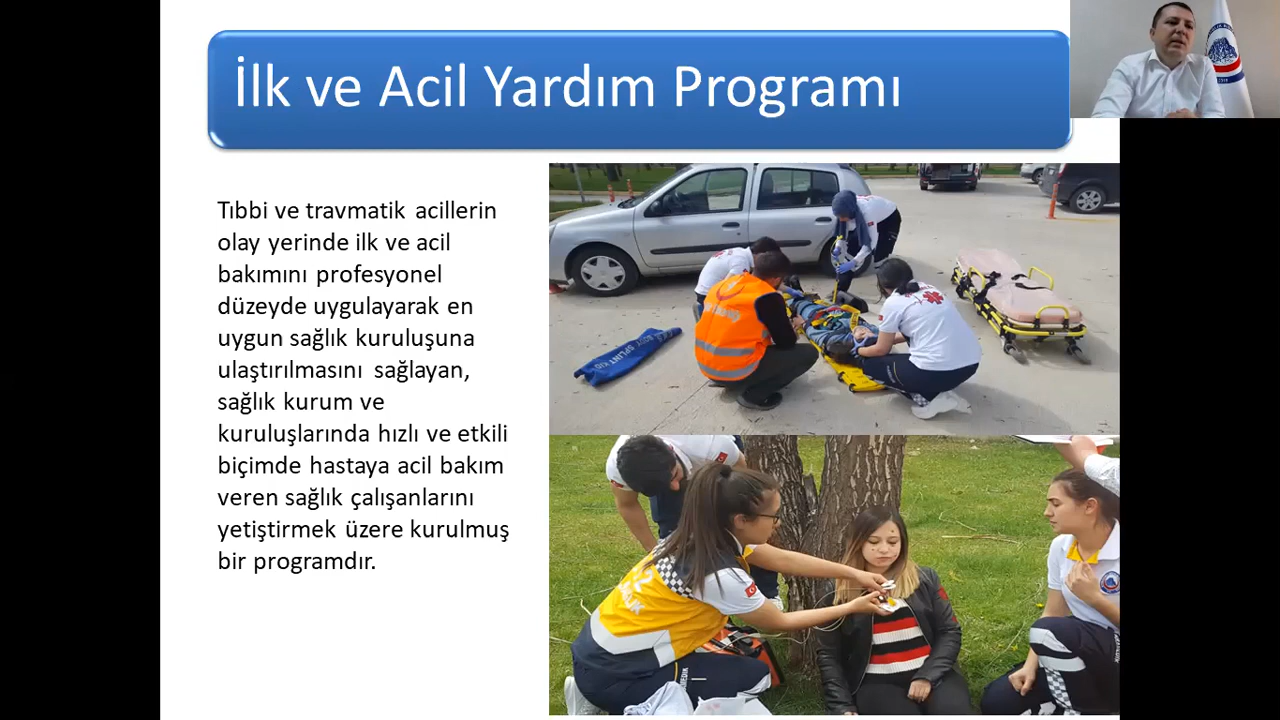 İlk ve Acil Yardım Programı
Tıbbi ve travmatik acillerin
olay yerinde ilk ve acil
bakımını profesyonel
düzeyde uygulayarak en
uygun sağlık kuruluşuna
ulaştırılmasını sağlayan,
sağlık kurum ve
kuruluşlarında hızlı ve etkili
biçimde hastaya acil bakım
veren sağlık çalışanlarını
yetiştirmek üzere kurulmuş
bir programdır.
SPLINT